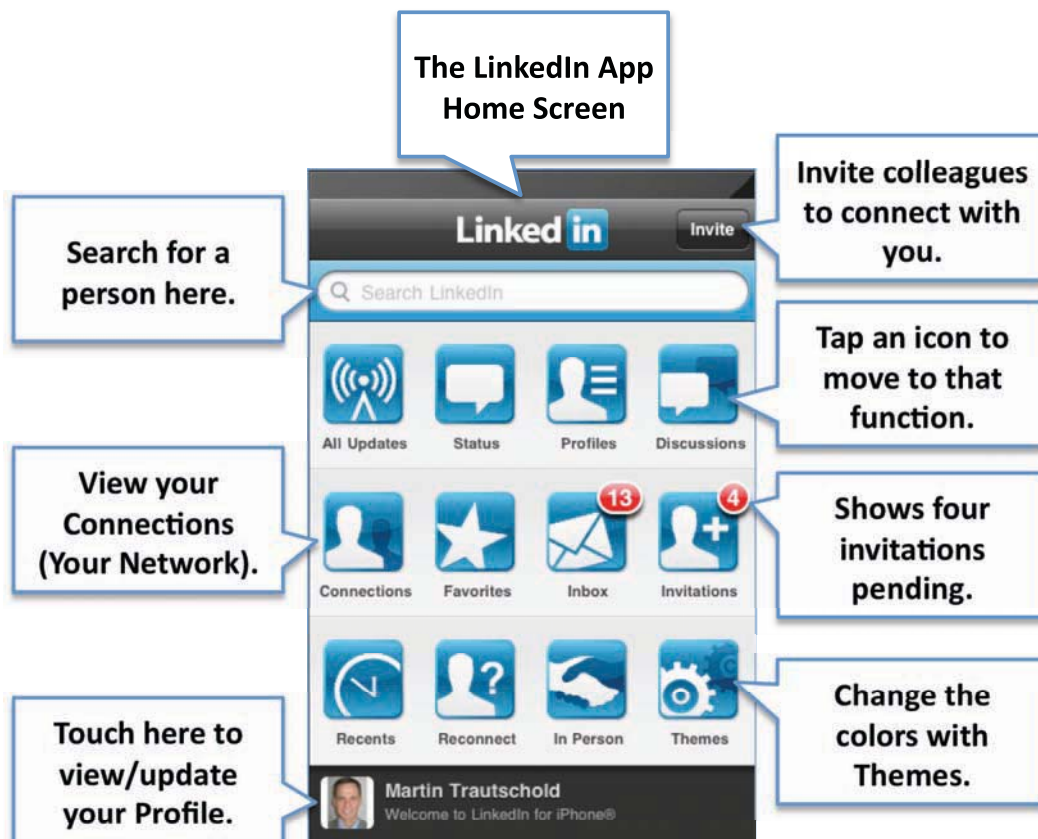 The LinkedIn App
Home Screen
Invite colleagues
to connect with
you.
Linked in
Invite
Search for a
person here.
Search LinkedIn
Tap an icon to
move to that
function.
All Updates
Status
Profiles
Discussions
View your
Connections
(Your Network).
13
4
Shows four
invitations
pending.
Connections
Favorites
Inbox
Invitations
?
Change the
colors with
Themes.
Recents
Reconnect
In Person
Themes
Touch here to
view/update
your Profile.
Martin Trautschold
Welcome to LinkedIn for iPhone®